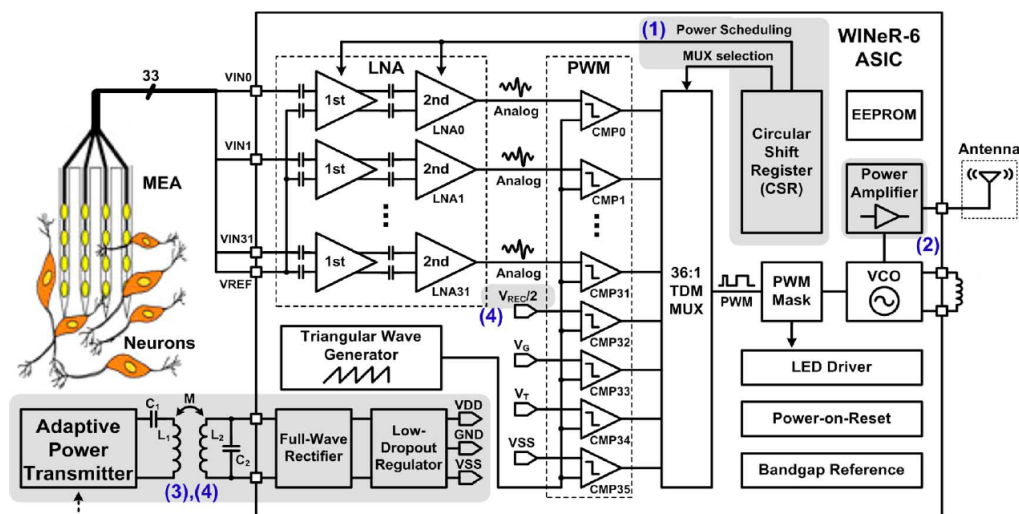 (1)
Power Scheduling
MUX selection
WINeR-6
ASIC
33
VIN0
LNA
1st
2nd
LNA0
Analog
PWM
CMP0
Circular
Shift
Register
(CSR)
EEPROM
Antenna
MEA
VIN1
1st
2nd
LNA1
Analog
CMP1
Power
Amplifier
(2)
VIN31
VREF
1st
2nd
LNA31
Analog
CMP31
36:1
TDM
MUX
PWM
PWM
Mask
VCO
VREC/2
(4)
CMP32
Neurons
Triangular Wave
Generator
VG
CMP33
LED Driver
VT
CMP34
Power-on-Reset
VSS
CMP35
Bandgap Reference
Adaptive
Power
Transmitter
C1
M
L1
L2
C2
(3),(4)
Full-Wave
Rectifier
Low-
Dropout
Regulator
VDD
GND
VSS